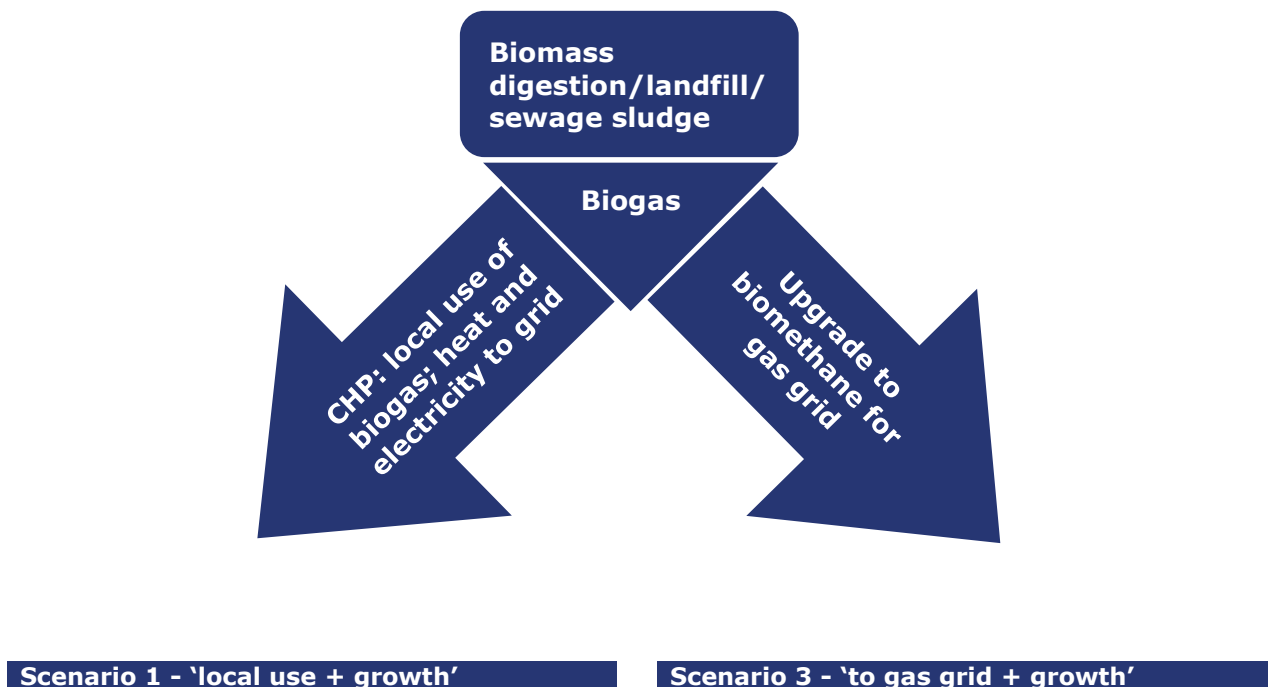 Biomass
digestion/landfill/
sewage sludge
Biogas
CHP: local use of
biogas; heat and
electricity to grid
Upgrade to
biomethane for
gas grid
Scenario 1 - ‘local use + growth’
Scenario 3 - ‘to gas grid + growth’